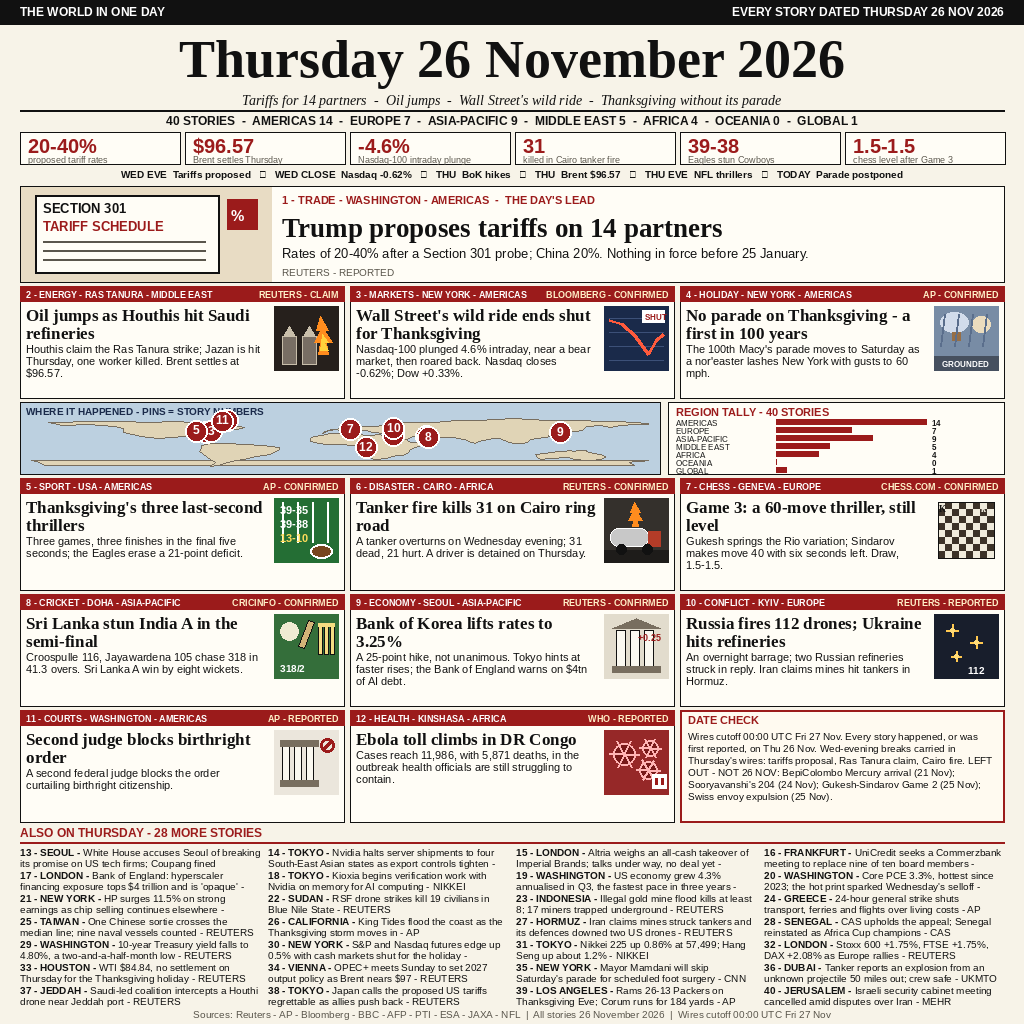 THE WORLD IN ONE DAY
EVERY STORY DATED THURSDAY 26 NOV 2026
Thursday 26 November 2026
Tariffs for 14 partners - Oil jumps - Wall Street's wild ride - Thanksgiving without its parade
40 STORIES - AMERICAS 14 - EUROPE 7 - ASIA-PACIFIC 9 - MIDDLE EAST 5 - AFRICA 4 - OCEANIA 0 - GLOBAL 1
20-40%
proposed tariff rates
$96.57
Brent settles Thursday
-4.6%
Nasdaq-100 intraday plunge
31
killed in Cairo tanker fire
39-38
Eagles stun Cowboys
1.5-1.5
chess level after Game 3
WED EVE Tariffs proposed □ WED CLOSE Nasdaq -0.62% □ THU BoK hikes □ THU Brent $96.57 □ THU EVE NFL thrillers □ TODAY Parade postponed
SECTION 301
TARIFF SCHEDULE
%
1 - TRADE - WASHINGTON - AMERICAS - THE DAY'S LEAD
Trump proposes tariffs on 14 partners
Rates of 20-40% after a Section 301 probe; China 20%. Nothing in force before 25 January.
REUTERS - REPORTED
2 - ENERGY - RAS TANURA - MIDDLE EAST REUTERS - CLAIM
Oil jumps as Houthis hit Saudi
refineries
Houthis claim the Ras Tanura strike; Jazan is hit
Thursday, one worker killed. Brent settles at
$96.57.
3 - MARKETS - NEW YORK - AMERICAS BLOOMBERG - CONFIRMED
Wall Street's wild ride ends shut
for Thanksgiving
Nasdaq-100 plunged 4.6% intraday, near a bear
market, then roared back. Nasdaq closes
-0.62%; Dow +0.33%.
SHUT
4 - HOLIDAY - NEW YORK - AMERICAS AP - CONFIRMED
No parade on Thanksgiving - a
first in 100 years
The 100th Macy's parade moves to Saturday as
a nor'easter lashes New York with gusts to 60
mph.
GROUNDED
WHERE IT HAPPENED - PINS = STORY NUMBERS
5
3
11
7
12
10
8
9
REGION TALLY - 40 STORIES
AMERICAS 14
EUROPE 7
ASIA-PACIFIC 9
MIDDLE EAST 5
AFRICA 4
OCEANIA 0
GLOBAL 1
5 - SPORT - USA - AMERICAS AP - CONFIRMED
Thanksgiving's three last-second
thrillers
Three games, three finishes in the final five
seconds; the Eagles erase a 21-point deficit.
39-35
39-38
13-10
6 - DISASTER - CAIRO - AFRICA REUTERS - CONFIRMED
Tanker fire kills 31 on Cairo ring
road
A tanker overturns on Wednesday evening; 31
dead, 21 hurt. A driver is detained on Thursday.
7 - CHESS - GENEVA - EUROPE CHESS.COM - CONFIRMED
Game 3: a 60-move thriller, still
level
Gukesh springs the Rio variation; Sindarov
makes move 40 with six seconds left. Draw,
1.5-1.5.
8 - CRICKET - DOHA - ASIA-PACIFIC CRICINFO - CONFIRMED
Sri Lanka stun India A in the
semi-final
Croospulle 116, Jayawardena 105 chase 318 in
41.3 overs. Sri Lanka A win by eight wickets.
318/2
9 - ECONOMY - SEOUL - ASIA-PACIFIC REUTERS - CONFIRMED
Bank of Korea lifts rates to
3.25%
A 25-point hike, not unanimous. Tokyo hints at
faster rises; the Bank of England warns on $4tn
of AI debt.
+0.25
10 - CONFLICT - KYIV - EUROPE REUTERS - REPORTED
Russia fires 112 drones; Ukraine
hits refineries
An overnight barrage; two Russian refineries
struck in reply. Iran claims mines hit tankers in
Hormuz.
112
11 - COURTS - WASHINGTON - AMERICAS AP - REPORTED
Second judge blocks birthright
order
A second federal judge blocks the order
curtailing birthright citizenship.
12 - HEALTH - KINSHASA - AFRICA WHO - REPORTED
Ebola toll climbs in DR Congo
Cases reach 11,986, with 5,871 deaths, in the
outbreak health officials are still struggling to
contain.
DATE CHECK
Wires cutoff 00:00 UTC Fri 27 Nov. Every story happened, or was
first reported, on Thu 26 Nov. Wed-evening breaks carried in
Thursday's wires: tariffs proposal, Ras Tanura claim, Cairo fire. LEFT
OUT - NOT 26 NOV: BepiColombo Mercury arrival (21 Nov);
Sooryavanshi's 204 (24 Nov); Gukesh-Sindarov Game 2 (25 Nov);
Swiss envoy expulsion (25 Nov).
ALSO ON THURSDAY - 28 MORE STORIES
13 - SEOUL - White House accuses Seoul of breaking
its promise on US tech firms; Coupang fined
14 - TOKYO - Nvidia halts server shipments to four
South-East Asian states as export controls tighten -
15 - LONDON - Altria weighs an all-cash takeover of
Imperial Brands; talks under way, no deal yet -
16 - FRANKFURT - UniCredit seeks a Commerzbank
meeting to replace nine of ten board members -
17 - LONDON - Bank of England: hyperscaler
financing exposure tops $4 trillion and is 'opaque' -
18 - TOKYO - Kioxia begins verification work with
Nvidia on memory for AI computing - NIKKEI
19 - WASHINGTON - US economy grew 4.3%
annualised in Q3, the fastest pace in three years -
20 - WASHINGTON - Core PCE 3.3%, hottest since
2023; the hot print sparked Wednesday's selloff -
21 - NEW YORK - HP surges 11.5% on strong
earnings as chip selling continues elsewhere -
22 - SUDAN - RSF drone strikes kill 19 civilians in
Blue Nile State - REUTERS
23 - INDONESIA - Illegal gold mine flood kills at least
8; 17 miners trapped underground - REUTERS
24 - GREECE - 24-hour general strike shuts
transport, ferries and flights over living costs - AP
25 - TAIWAN - One Chinese sortie crosses the
median line; nine naval vessels counted - REUTERS
26 - CALIFORNIA - King Tides flood the coast as the
Thanksgiving storm moves in - AP
27 - HORMUZ - Iran claims mines struck tankers and
its defences downed two US drones - REUTERS
28 - SENEGAL - CAS upholds the appeal; Senegal
reinstated as Africa Cup champions - CAS
29 - WASHINGTON - 10-year Treasury yield falls to
4.80%, a two-and-a-half-month low - REUTERS
30 - NEW YORK - S&P and Nasdaq futures edge up
0.5% with cash markets shut for the holiday -
31 - TOKYO - Nikkei 225 up 0.86% at 57,499; Hang
Seng up about 1.2% - NIKKEI
32 - LONDON - Stoxx 600 +1.75%, FTSE +1.75%,
DAX +2.08% as Europe rallies - REUTERS
33 - HOUSTON - WTI $84.84, no settlement on
Thursday for the Thanksgiving holiday - REUTERS
34 - VIENNA - OPEC+ meets Sunday to set 2027
output policy as Brent nears $97 - REUTERS
35 - NEW YORK - Mayor Mamdani will skip
Saturday's parade for scheduled foot surgery - CNN
36 - DUBAI - Tanker reports an explosion from an
unknown projectile 50 miles out; crew safe - UKMTO
37 - JEDDAH - Saudi-led coalition intercepts a Houthi
drone near Jeddah port - REUTERS
38 - TOKYO - Japan calls the proposed US tariffs
regrettable as allies push back - REUTERS
39 - LOS ANGELES - Rams 26-13 Packers on
Thanksgiving Eve; Corum runs for 184 yards - AP
40 - JERUSALEM - Israeli security cabinet meeting
cancelled amid disputes over Iran - MEHR
Sources: Reuters - AP - Bloomberg - BBC - AFP - PTI - ESA - JAXA - NFL | All stories 26 November 2026 | Wires cutoff 00:00 UTC Fri 27 Nov